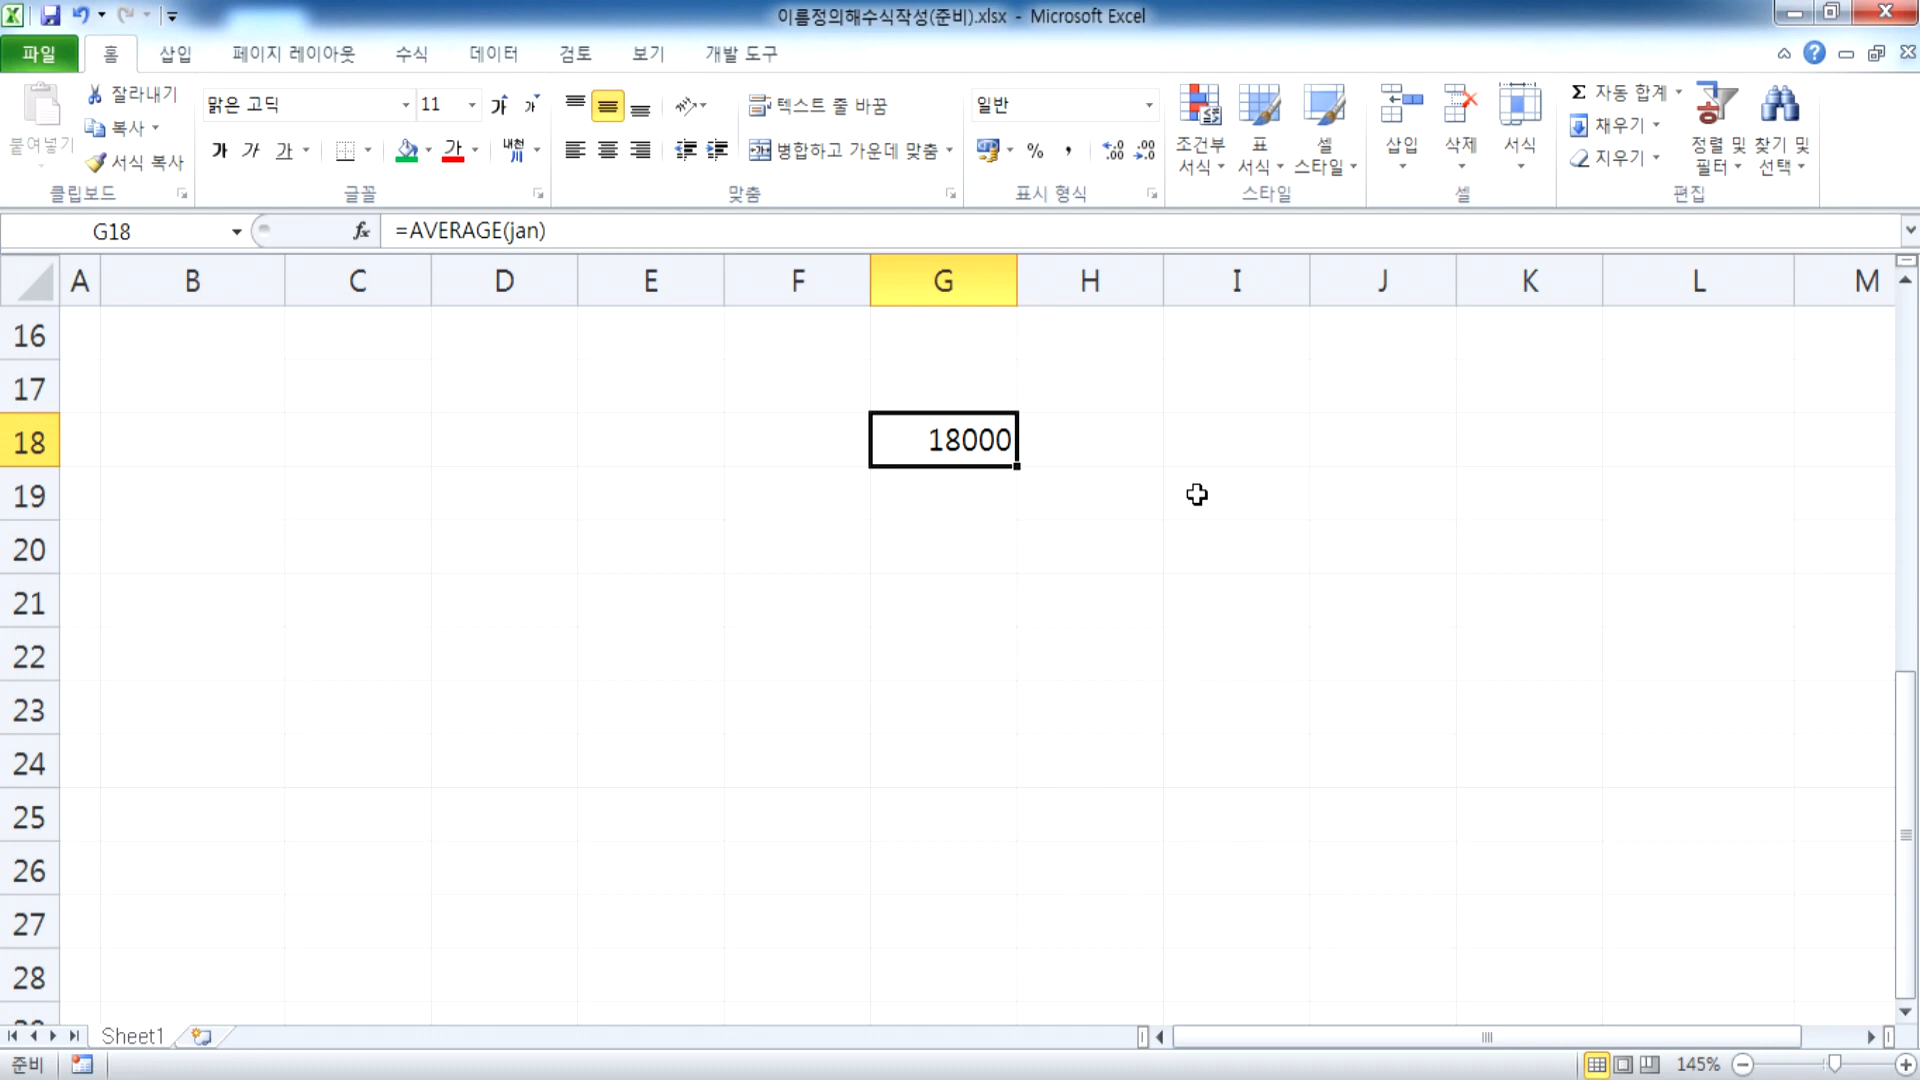 이름정의해수식작성(준비).xlsx - Microsoft Excel
파일 홈 삽입 페이지 레이아웃 수식 데이터 검토 보기 개발 도구
잘라내기
복사
서식 복사
붙여넣기
클립보드
맑은 고딕 11 가 가
가 가 가 가 내천
글꼴
텍스트 줄 바꿈
병합하고 가운데 맞춤
맞춤
일반
% ,
표시 형식
조건부 서식
표 서식
셀 스타일
스타일
삽입 삭제 서식
셀
Σ 자동 합계
채우기
지우기
정렬 및 필터
찾기 및 선택
편집
G18 fx =AVERAGE(jan)
A B C D E F G H I J K L M
16
17
18 18000
19
20
21
22
23
24
25
26
27
28
Sheet1
준비 145%